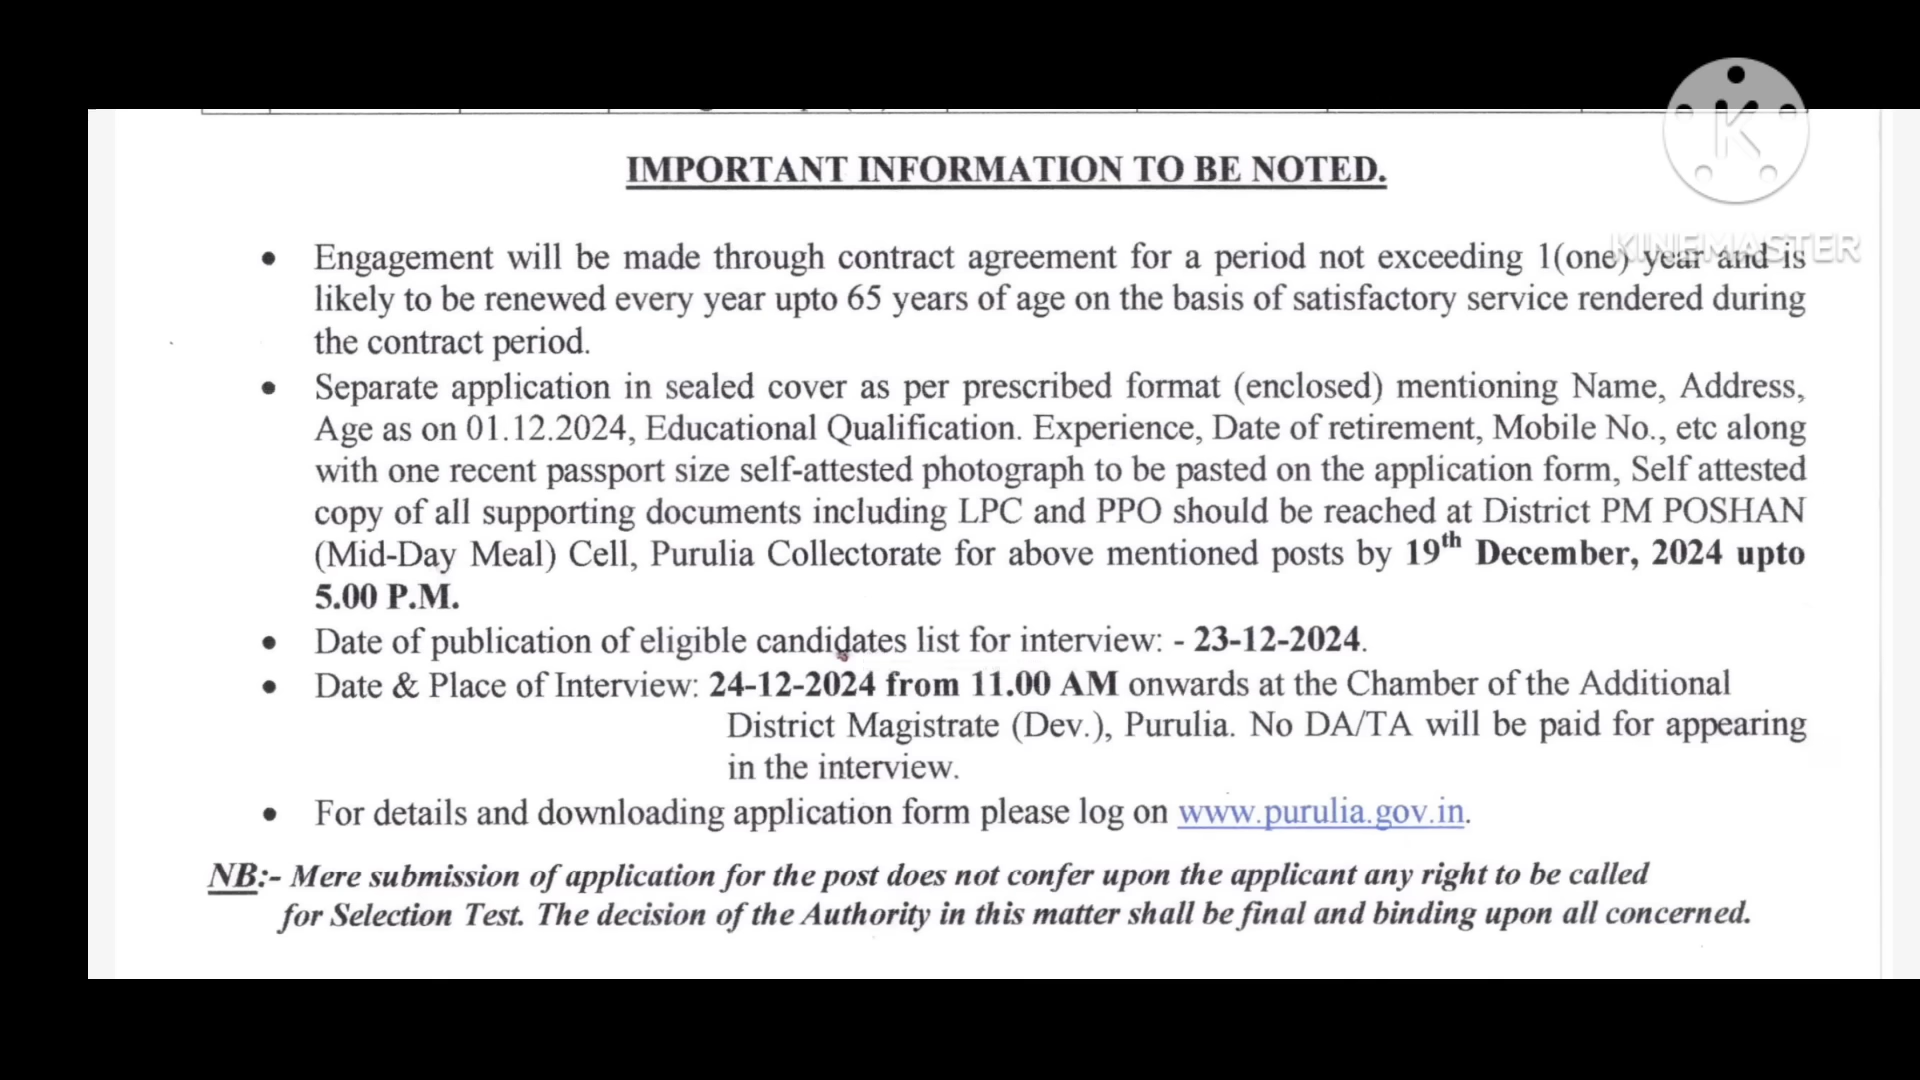 IMPORTANT INFORMATION TO BE NOTED.
K
KINEMASTER
• Engagement will be made through contract agreement for a period not exceeding 1(one) year and is
likely to be renewed every year upto 65 years of age on the basis of satisfactory service rendered during
the contract period.
• Separate application in sealed cover as per prescribed format (enclosed) mentioning Name, Address,
Age as on 01.12.2024, Educational Qualification. Experience, Date of retirement, Mobile No., etc along
with one recent passport size self-attested photograph to be pasted on the application form, Self attested
copy of all supporting documents including LPC and PPO should be reached at District PM POSHAN
(Mid-Day Meal) Cell, Purulia Collectorate for above mentioned posts by 19th December, 2024 upto
5.00 P.M.
• Date of publication of eligible candidates list for interview: - 23-12-2024.
• Date & Place of Interview: 24-12-2024 from 11.00 AM onwards at the Chamber of the Additional
District Magistrate (Dev.), Purulia. No DA/TA will be paid for appearing
in the interview.
• For details and downloading application form please log on www.purulia.gov.in.
NB:- Mere submission of application for the post does not confer upon the applicant any right to be called
for Selection Test. The decision of the Authority in this matter shall be final and binding upon all concerned.